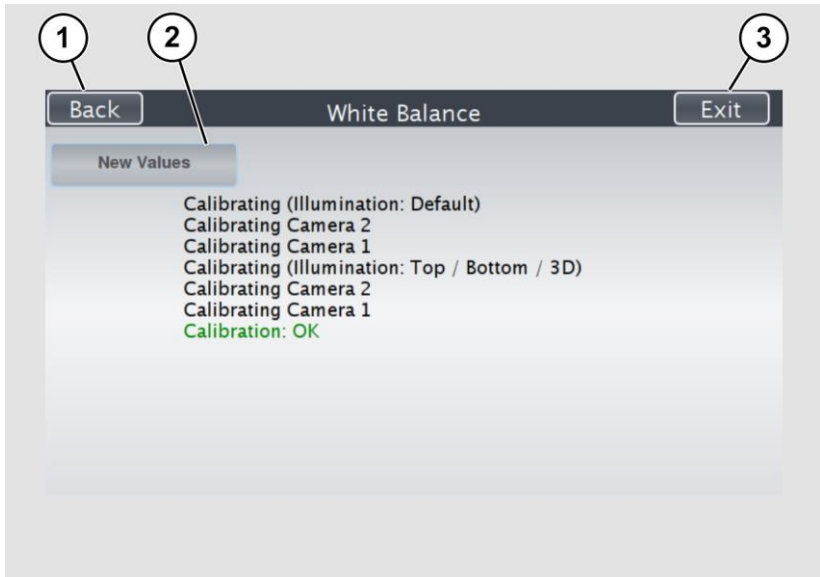 1 2 3
Back White Balance Exit
New Values
Calibrating (Illumination: Default)
Calibrating Camera 2
Calibrating Camera 1
Calibrating (Illumination: Top / Bottom / 3D)
Calibrating Camera 2
Calibrating Camera 1
Calibration: OK